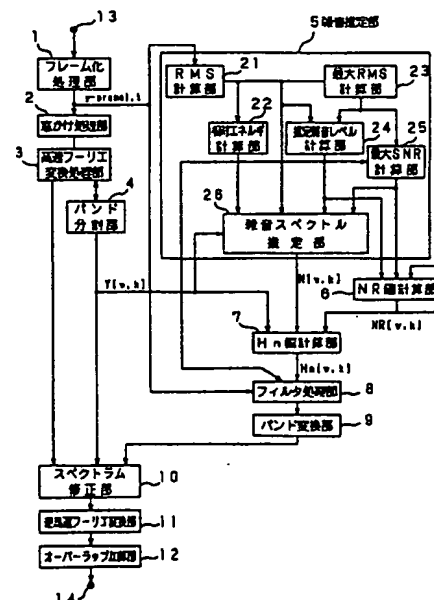 13
1
フレーム化
処理部
y-frame j,k
2
窓かけ処理部
3
高速フーリエ
変換処理部
4
バンド
分割部
Y[w,k]
5 雑音推定部
RMS
計算部
21
最大RMS
計算部
23
22
相対エネルギ
計算部
推定雑音レベル
計算部
24
25
最大SNR
計算部
26
雑音スペクトル
推定部
N[w,k]
6
NR値計算部
NR[w,k]
7
Hn値計算部
Hn[w,k]
フィルタ処理部
8
バンド変換部
9
スペクトラム
修正部
10
逆高速フーリエ変換部
11
オーバーラップ加算部
12
14